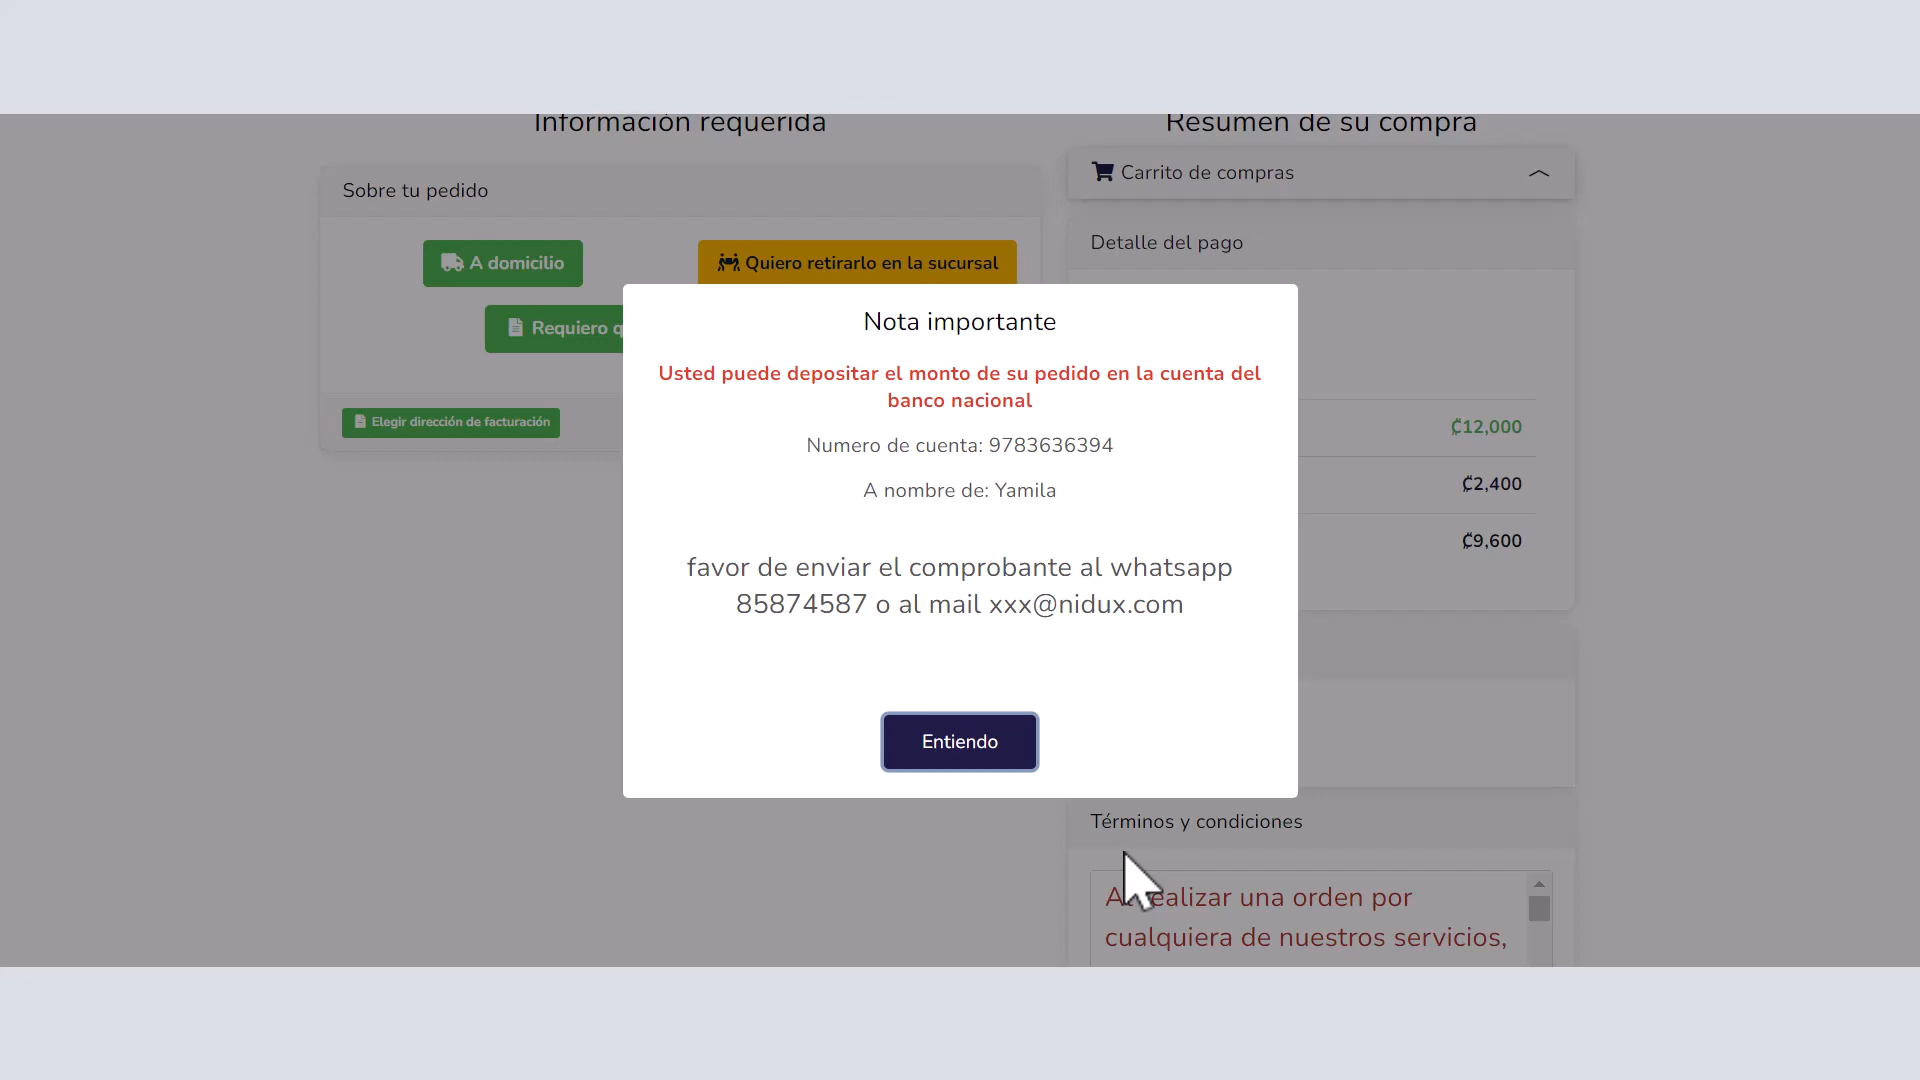 Información requerida
Resumen de su compra
Sobre tu pedido
Carrito de compras
A domicilio
Quiero retirarlo en la sucursal
Detalle del pago
Requiero
Elegir dirección de facturación
Nota importante
Usted puede depositar el monto de su pedido en la cuenta del
banco nacional
Numero de cuenta: 9783636394
A nombre de: Yamila
favor de enviar el comprobante al whatsapp
85874587 o al mail xxx@nidux.com
Entiendo
₡12,000
₡2,400
₡9,600
Términos y condiciones
realizar una orden por
cualquiera de nuestros servicios,